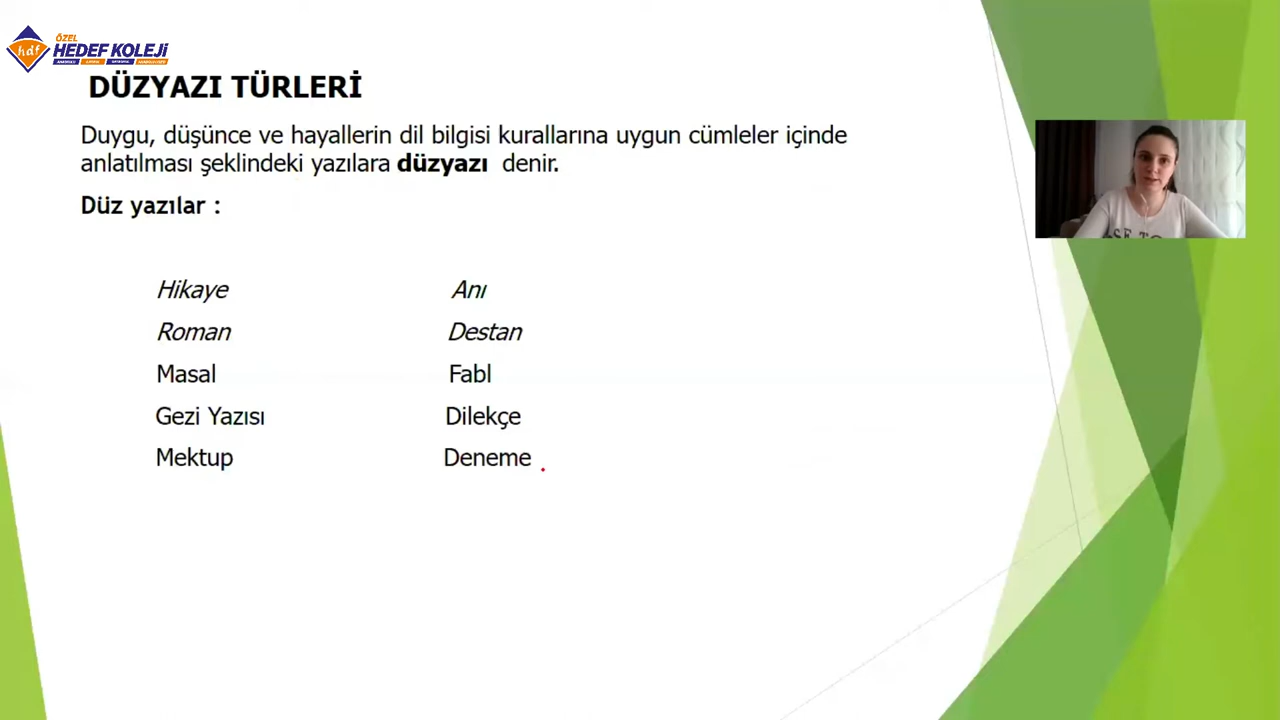 ÖZEL
hdf HEDEF KOLEJİ
DÜZYAZI TÜRLERİ
Duygu, düşünce ve hayallerin dil bilgisi kurallarına uygun cümleler içinde
anlatılması şeklindeki yazılara düzyazı denir.
Düz yazılar :
Hikaye Anı
Roman Destan
Masal Fabl
Gezi Yazısı Dilekçe
Mektup Deneme